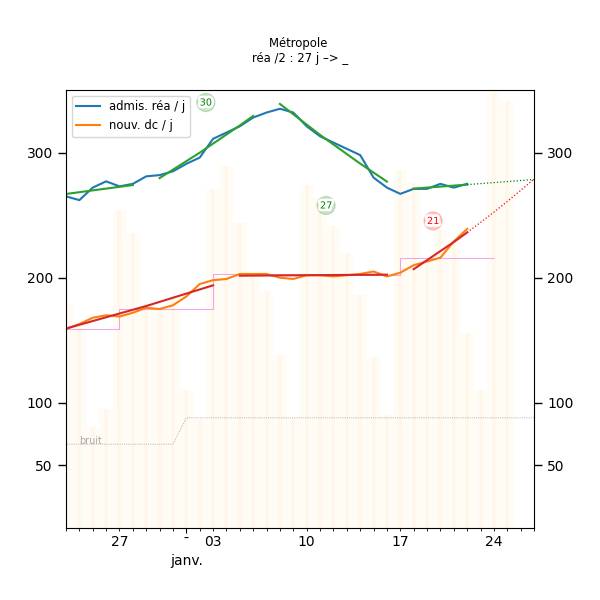 Métropole
réa /2 : 27 j –> _
admis. réa / j
nouv. dc / j
30
27
21
300
200
100
50
300
200
100
50
bruit
27
-
03
10
17
24
janv.